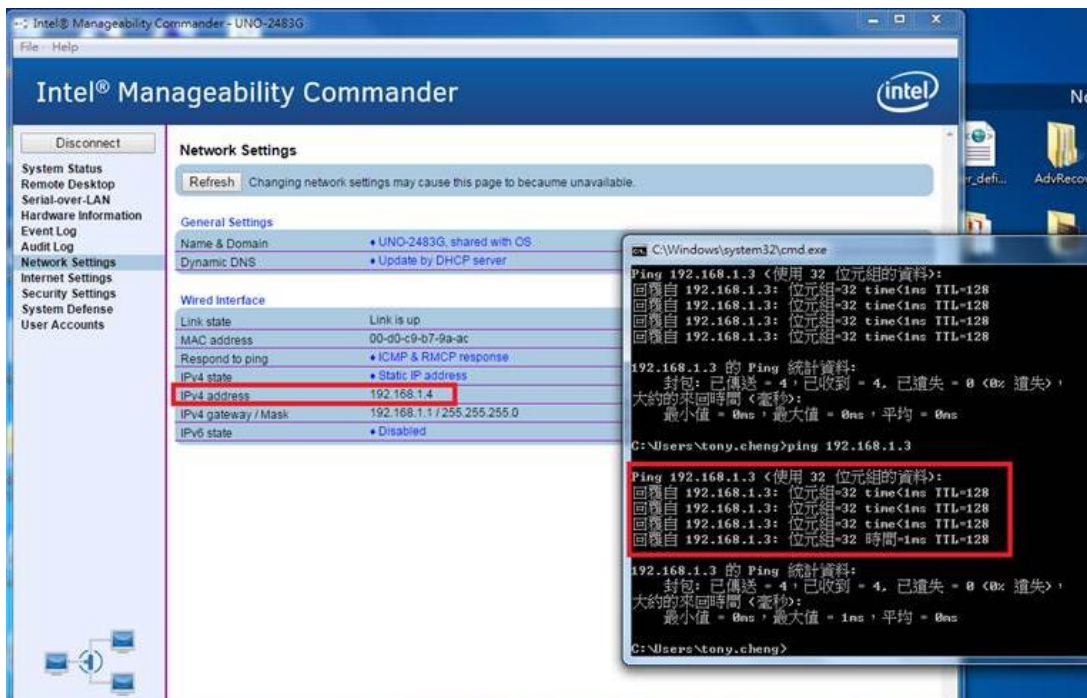 Intel® Manageability Commander - UNO-2483G
File Help
Intel® Manageability Commander
intel
Disconnect
System Status
Remote Desktop
Serial-over-LAN
Hardware Information
Event Log
Audit Log
Network Settings
Internet Settings
Security Settings
System Defense
User Accounts
Network Settings
Refresh Changing network settings may cause this page to becaume unavailable.
General Settings
Name & Domain UNO-2483G, shared with OS
Dynamic DNS Update by DHCP server
Wired Interface
Link state Link is up
MAC address 00-d0-c9-b7-9a-ac
Respond to ping ICMP & RMCP response
IPv4 state Static IP address
IPv4 address 192.168.1.4
IPv4 gateway / Mask 192.168.1.1 / 255.255.255.0
IPv6 state Disabled
No
er_defi... AdvRecov
C:\Windows\system32\cmd.exe
Ping 192.168.1.3 <使用 32 位元組的資料>:
回覆自 192.168.1.3: 位元組=32 time<1ms TTL=128
回覆自 192.168.1.3: 位元組=32 time<1ms TTL=128
回覆自 192.168.1.3: 位元組=32 time<1ms TTL=128
回覆自 192.168.1.3: 位元組=32 time<1ms TTL=128
192.168.1.3 的 Ping 統計資料:
封包: 已傳送 = 4，已收到 = 4, 已遺失 = 0 <0% 遺失>，
大約的來回時間 <毫秒>:
最小值 = 0ms，最大值 = 0ms，平均 = 0ms
C:\Users\tony.cheng>ping 192.168.1.3
Ping 192.168.1.3 <使用 32 位元組的資料>:
回覆自 192.168.1.3: 位元組=32 time<1ms TTL=128
回覆自 192.168.1.3: 位元組=32 time<1ms TTL=128
回覆自 192.168.1.3: 位元組=32 time<1ms TTL=128
回覆自 192.168.1.3: 位元組=32 時間=1ms TTL=128
192.168.1.3 的 Ping 統計資料:
封包: 已傳送 = 4，已收到 = 4, 已遺失 = 0 <0% 遺失>，
大約的來回時間 <毫秒>:
最小值 = 0ms，最大值 = 1ms，平均 = 0ms
C:\Users\tony.cheng>